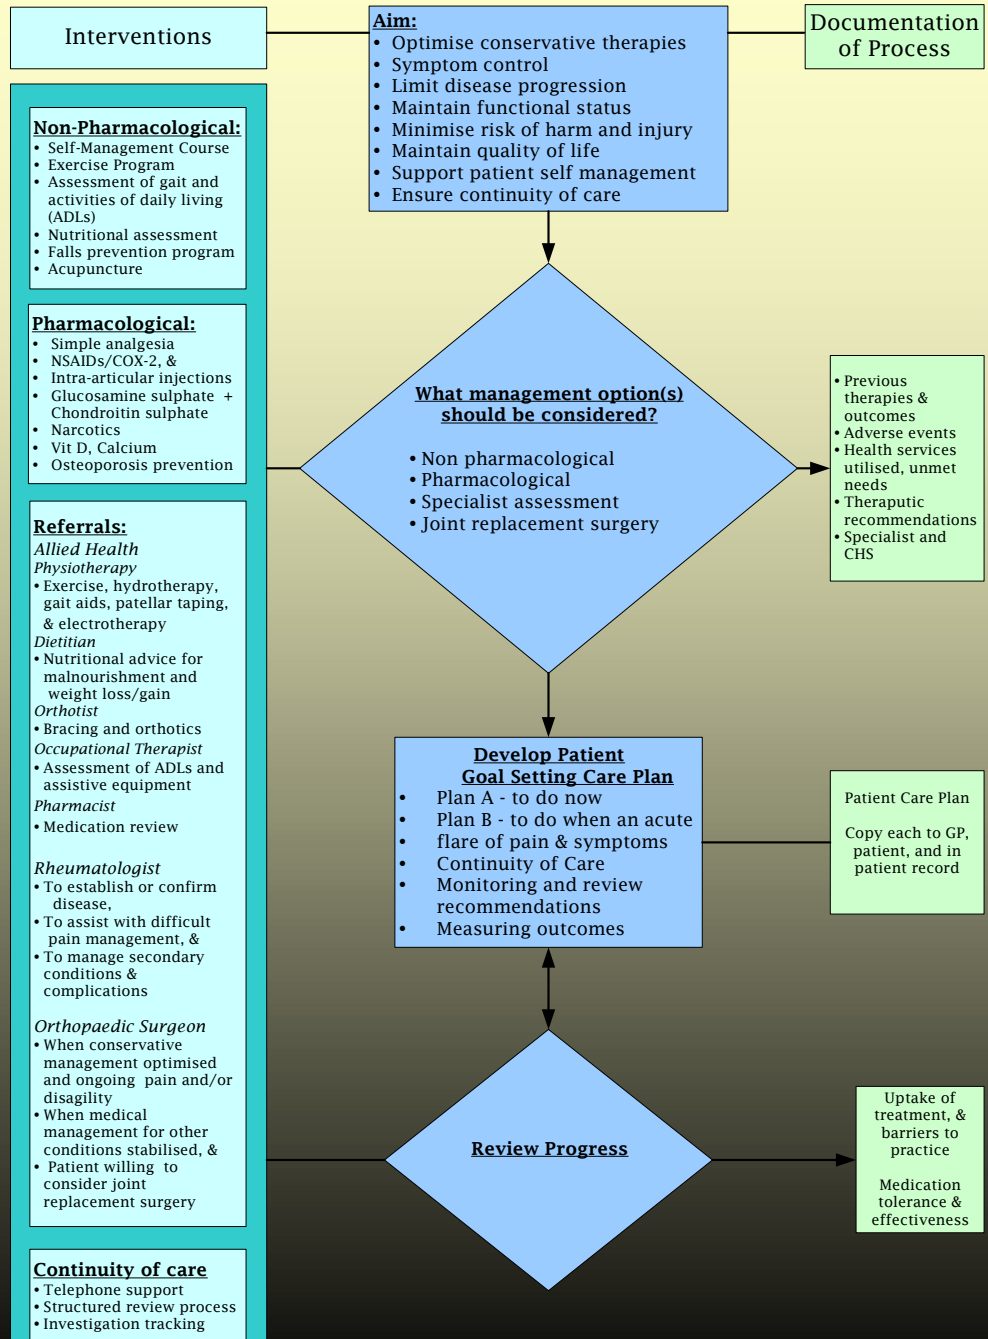 Interventions
Aim:
• Optimise conservative therapies
• Symptom control
• Limit disease progression
• Maintain functional status
• Minimise risk of harm and injury
• Maintain quality of life
• Support patient self management
• Ensure continuity of care
Documentation
of Process
Non-Pharmacological:
• Self-Management Course
• Exercise Program
• Assessment of gait and
activities of daily living
(ADLs)
• Nutritional assessment
• Falls prevention program
• Acupuncture
Pharmacological:
• Simple analgesia
• NSAIDs/COX-2, &
• Intra-articular injections
• Glucosamine sulphate +
Chondroitin sulphate
• Narcotics
• Vit D, Calcium
• Osteoporosis prevention
Referrals:
Allied Health
Physiotherapy
• Exercise, hydrotherapy,
gait aids, patellar taping,
& electrotherapy
Dietitian
• Nutritional advice for
malnourishment and
weight loss/gain
Orthotist
• Bracing and orthotics
Occupational Therapist
• Assessment of ADLs and
assistive equipment
Pharmacist
• Medication review
Rheumatologist
• To establish or confirm
disease,
• To assist with difficult
pain management, &
• To manage secondary
conditions &
complications
Orthopaedic Surgeon
• When conservative
management optimised
and ongoing pain and/or
disagility
• When medical
management for other
conditions stabilised, &
• Patient willing to
consider joint
replacement surgery
Continuity of care
• Telephone support
• Structured review process
• Investigation tracking
What management option(s)
should be considered?
• Non pharmacological
• Pharmacological
• Specialist assessment
• Joint replacement surgery
• Previous
therapies &
outcomes
• Adverse events
• Health services
utilised, unmet
needs
• Theraputic
recommendations
• Specialist and
CHS
Develop Patient
Goal Setting Care Plan
• Plan A - to do now
• Plan B - to do when an acute
• flare of pain & symptoms
• Continuity of Care
• Monitoring and review
recommendations
• Measuring outcomes
Patient Care Plan
Copy each to GP,
patient, and in
patient record
Review Progress
Uptake of
treatment, &
barriers to
practice
Medication
tolerance &
effectiveness